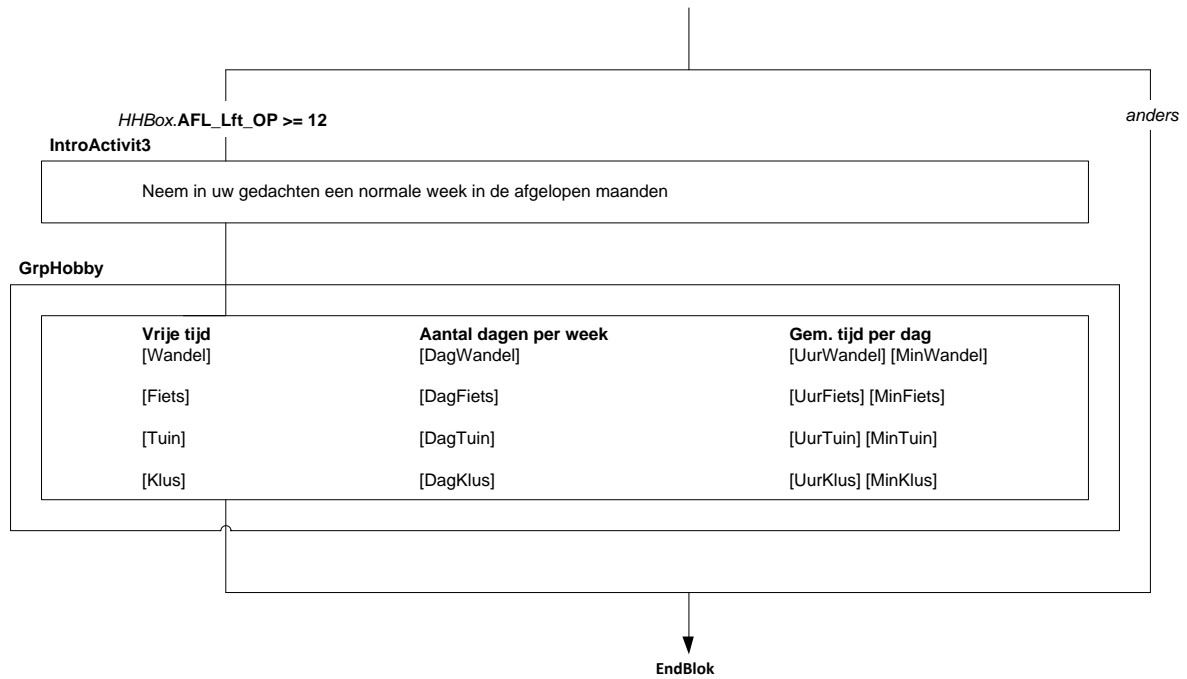 HHBox.AFL_Lft_OP >= 12
anders
IntroActivit3
Neem in uw gedachten een normale week in de afgelopen maanden
GrpHobby
Vrije tijd Aantal dagen per week Gem. tijd per dag
[Wandel] [DagWandel] [UurWandel] [MinWandel]
[Fiets] [DagFiets] [UurFiets] [MinFiets]
[Tuin] [DagTuin] [UurTuin] [MinTuin]
[Klus] [DagKlus] [UurKlus] [MinKlus]
EndBlok